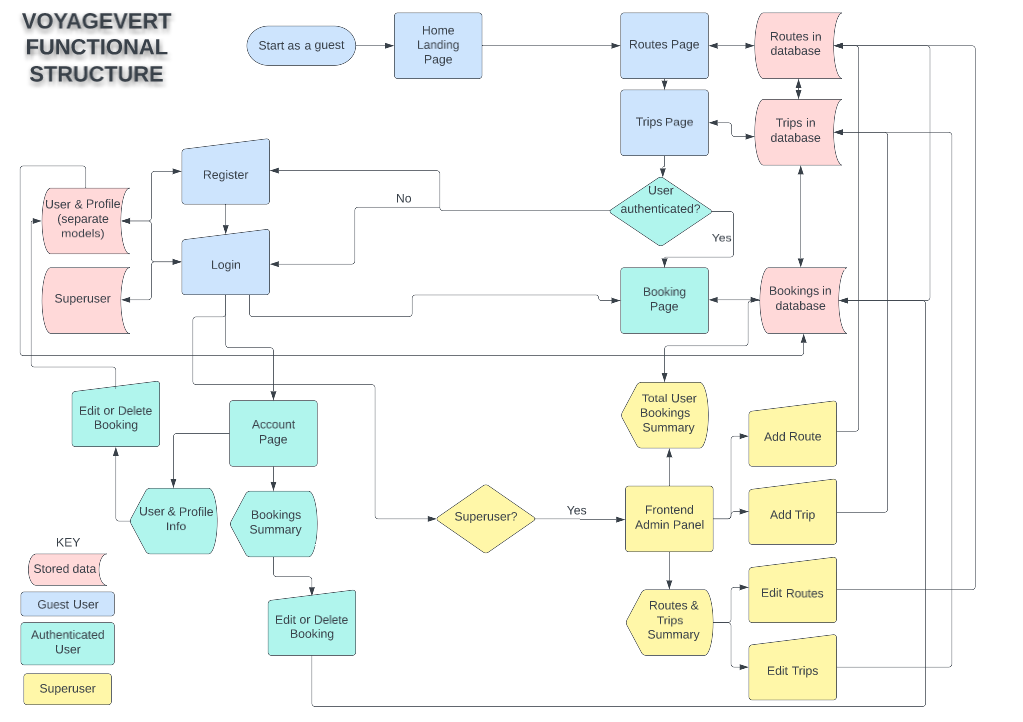 VOYAGEVERT
FUNCTIONAL
STRUCTURE
Start as a guest
Home
Landing
Page
Routes Page
Routes in
database
Trips Page
Trips in
database
Register
User & Profile
(separate
models)
No
User
authenticated?
Yes
Login
Superuser
Booking
Page
Bookings in
database
Edit or Delete
Booking
Account
Page
Total User
Bookings
Summary
Add Route
User & Profile
Info
Bookings
Summary
Superuser?
Yes
Frontend
Admin Panel
Add Trip
KEY
Stored data
Guest User
Authenticated
User
Superuser
Edit or Delete
Booking
Routes &
Trips
Summary
Edit Routes
Edit Trips